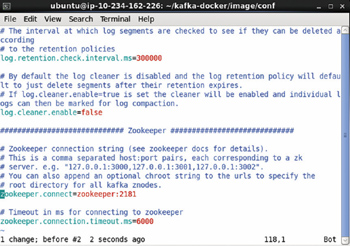 ubuntu@ip-10-234-162-226: ~/kafka-docker/image/conf
File Edit View Search Terminal Help
# The interval at which log segments are checked to see if they can be deleted a
ccording
# to the retention policies
log.retention.check.interval.ms=300000
# By default the log cleaner is disabled and the log retention policy will defau
lt to just delete segments after their retention expires.
# If log.cleaner.enable=true is set the cleaner will be enabled and individual l
ogs can then be marked for log compaction.
log.cleaner.enable=false
############################# Zookeeper #############################
# Zookeeper connection string (see zookeeper docs for details).
# This is a comma separated host:port pairs, each corresponding to a zk
# server. e.g. "127.0.0.1:3000,127.0.0.1:3001,127.0.0.1:3002".
# You can also append an optional chroot string to the urls to specify the
# root directory for all kafka znodes.
zookeeper.connect=zookeeper:2181
# Timeout in ms for connecting to zookeeper
zookeeper.connection.timeout.ms=6000
~
1 change; before #2 2 seconds ago 118,1 Bot